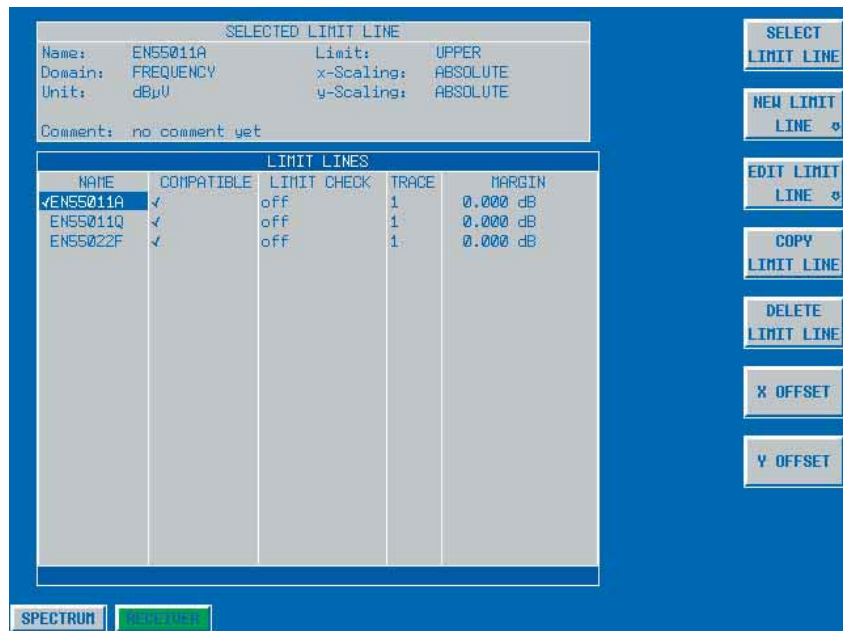 SELECTED LIMIT LINE
Name: EN55011A Limit: UPPER
Domain: FREQUENCY x-Scaling: ABSOLUTE
Unit: dBµV y-Scaling: ABSOLUTE
Comment: no comment yet
LIMIT LINES
NAME COMPATIBLE LIMIT CHECK TRACE MARGIN
✓EN55011A ✓ off 1 0.000 dB
EN55011Q ✓ off 1 0.000 dB
EN55022F ✓ off 1 0.000 dB
SELECT
LIMIT LINE
NEW LIMIT
LINE
EDIT LIMIT
LINE
COPY
LIMIT LINE
DELETE
LIMIT LINE
X OFFSET
Y OFFSET
SPECTRUM RECEIVER